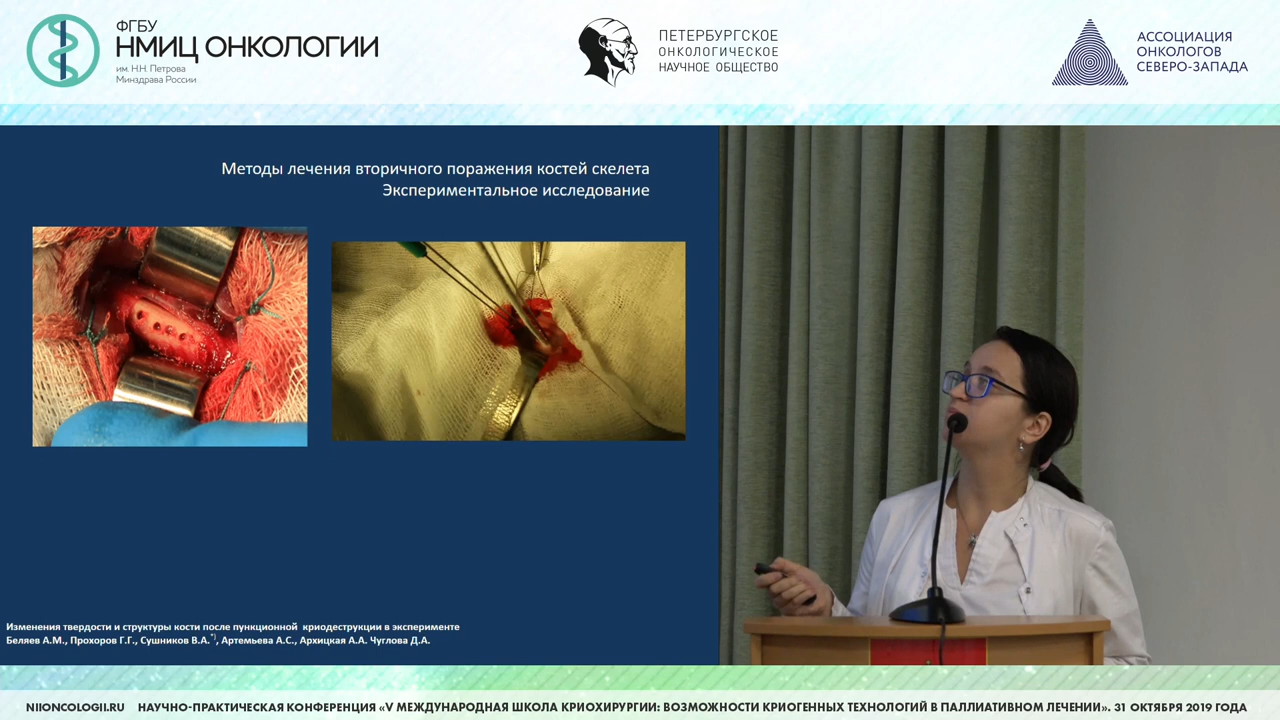 ФГБУ
НМИЦ ОНКОЛОГИИ
им. Н.Н. Петрова
Минздрава России
ПЕТЕРБУРГСКОЕ
ОНКОЛОГИЧЕСКОЕ
НАУЧНОЕ ОБЩЕСТВО
АССОЦИАЦИЯ
ОНКОЛОГОВ
СЕВЕРО-ЗАПАДА
Методы лечения вторичного поражения костей скелета
Экспериментальное исследование
Изменения твердости и структуры кости после пункционной криодеструкции в эксперименте
Беляев А.М., Прохоров Г.Г., Сушников В.А.*), Артемьева А.С., Архицкая А.А. Чуглова Д.А.
NIIONCOLOGII.RU НАУЧНО-ПРАКТИЧЕСКАЯ КОНФЕРЕНЦИЯ «V МЕЖДУНАРОДНАЯ ШКОЛА КРИОХИРУРГИИ: ВОЗМОЖНОСТИ КРИОГЕННЫХ ТЕХНОЛОГИЙ В ПАЛЛИАТИВНОМ ЛЕЧЕНИИ». 31 ОКТЯБРЯ 2019 ГОДА